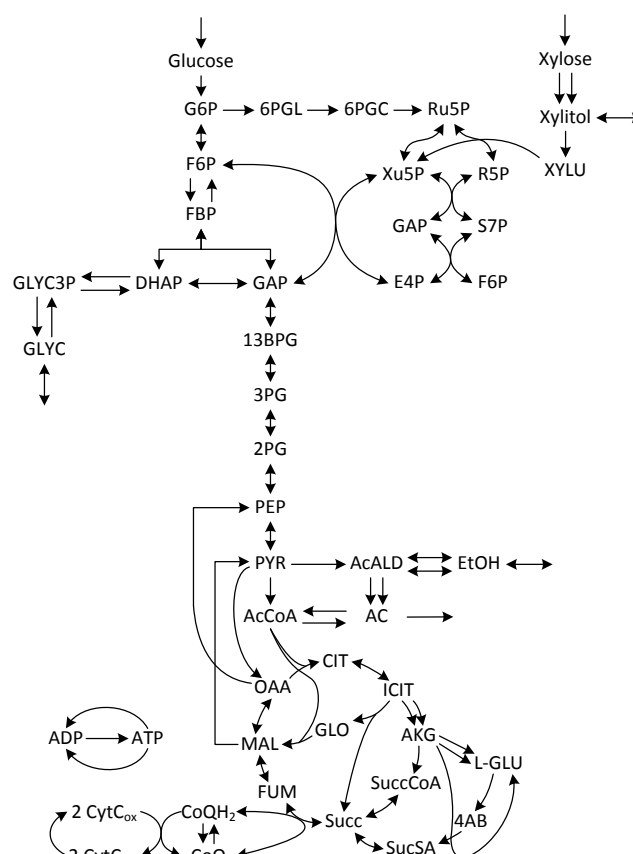 Glucose Xylose
G6P 6PGL 6PGC Ru5P Xylitol
F6P Xu5P R5P XYLU
FBP GAP S7P
GLYC3P DHAP GAP E4P F6P
13BPG
GLYC
3PG
2PG
PEP
PYR AcALD EtOH
AcCoA AC
CIT
OAA ICIT
GLO AKG
ADP ATP MAL L-GLU
SuccCoA
FUM
2 CytCox CoQH2 Succ 4AB
SucSA